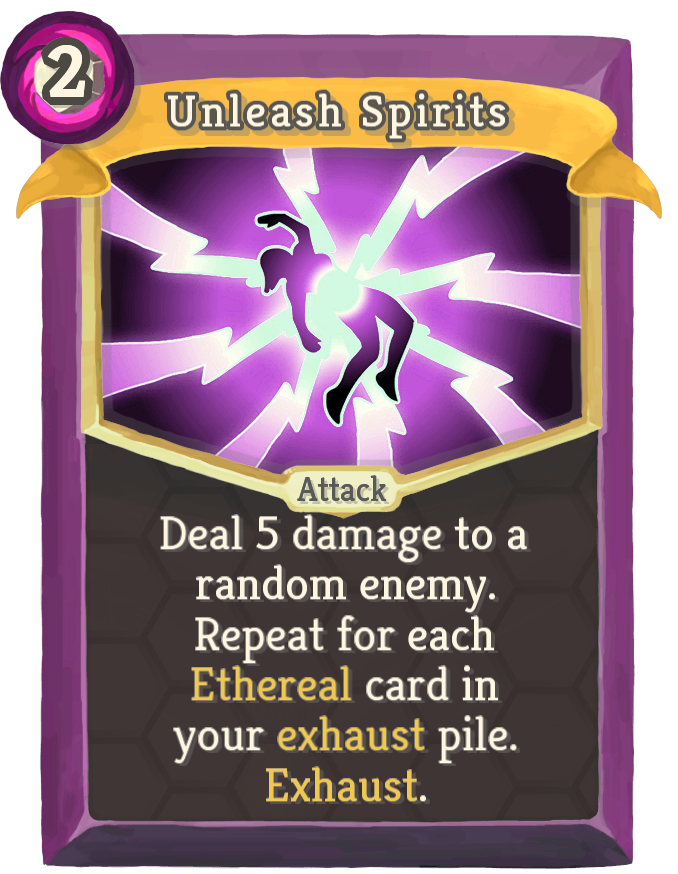 2
Unleash Spirits
Attack
Deal 5 damage to a
random enemy.
Repeat for each
Ethereal card in
your exhaust pile.
Exhaust.